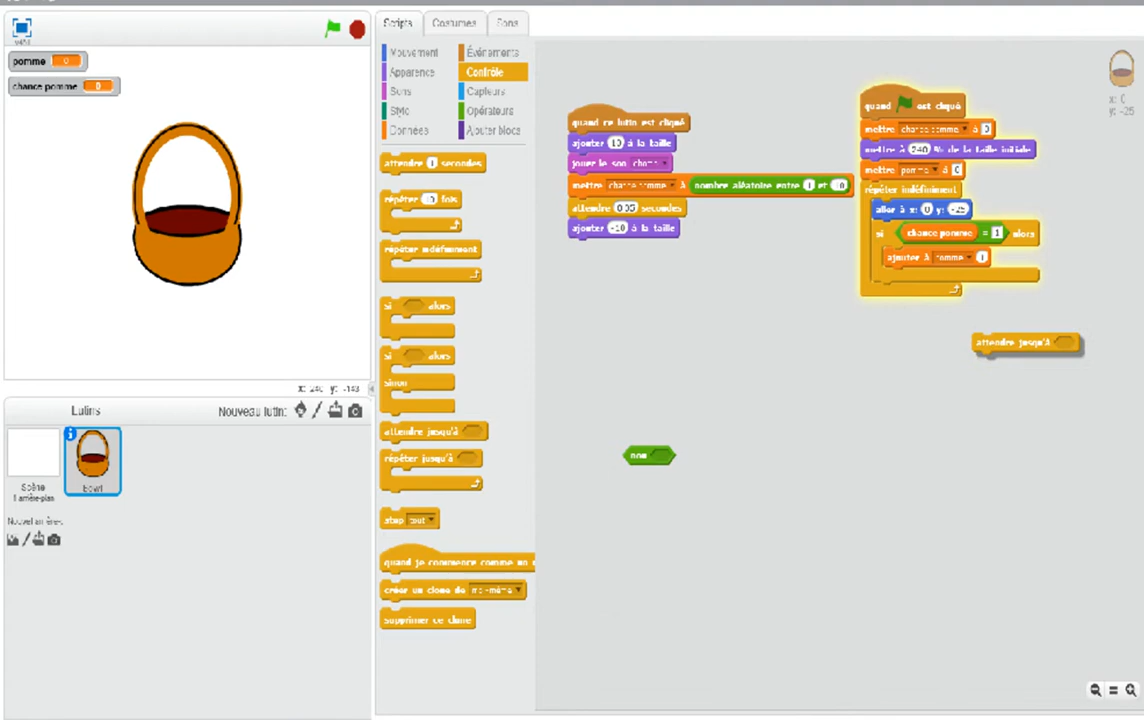 Scripts Costumes Sons
pomme 0
chance pomme 0
Mouvement Événements
Apparence Contrôle
Sons Capteurs
Stylo Opérateurs
Données Ajouter blocs
attendre 1 secondes
répéter 10 fois
répéter indéfiniment
si alors
si alors
sinon
attendre jusqu'à
répéter jusqu'à
stop tout
quand je commence comme un
créer un clone de moi-même
supprimer ce clone
quand ce lutin est cliqué
ajouter 10 à la taille
jouer le son
mettre chance pomme à nombre aléatoire entre 1 et 10
attendre 0.05 secondes
ajouter -10 à la taille
quand est cliqué
mettre chance pomme à 0
mettre à 240 % de la taille initiale
mettre pomme à 0
répéter indéfiniment
aller à x: 0 y: -25
si chance pomme = 1 alors
ajouter à pomme 1
attendre jusqu'à
non
x: 0
y: -25
x: 240 y: -143
Lutins Nouveau lutin:
Scène
1 arrière-plan